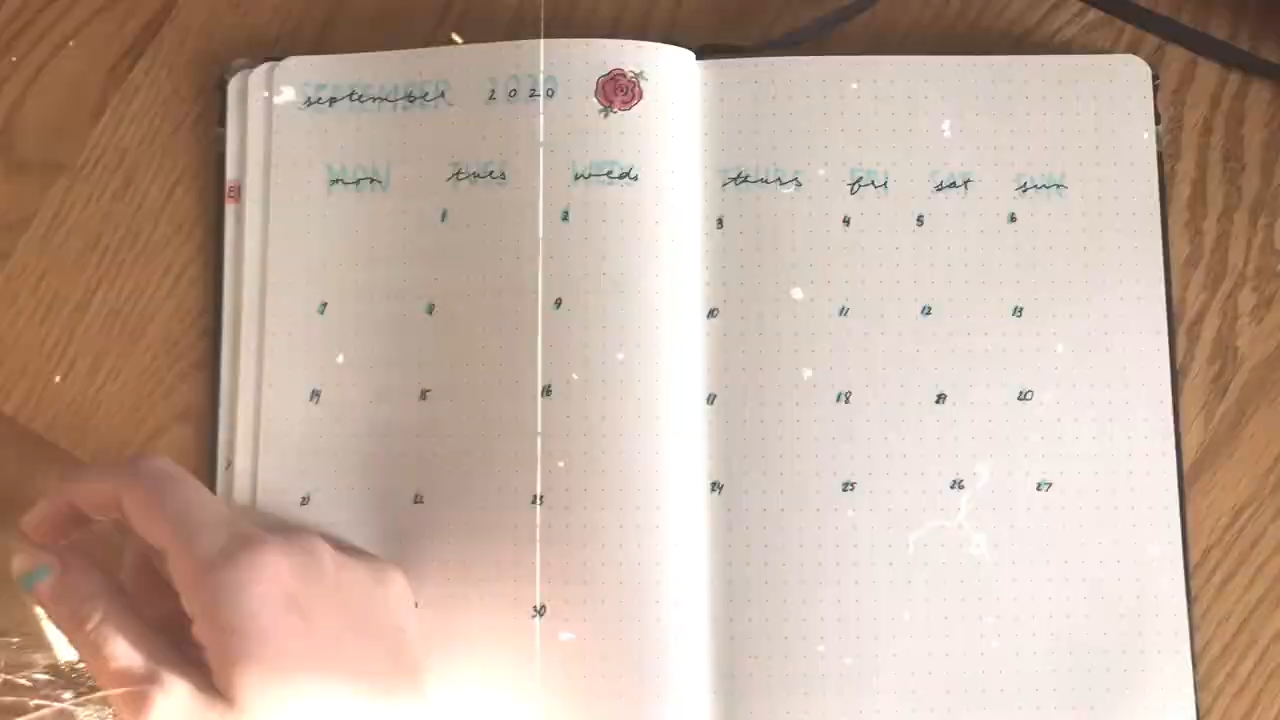 september 2020
mon tues weds thurs fri sat sun
1 2 3 4 5 6
7 8 9 10 11 12 13
14 15 16 17 18 19 20
21 22 23 24 25 26 27
30